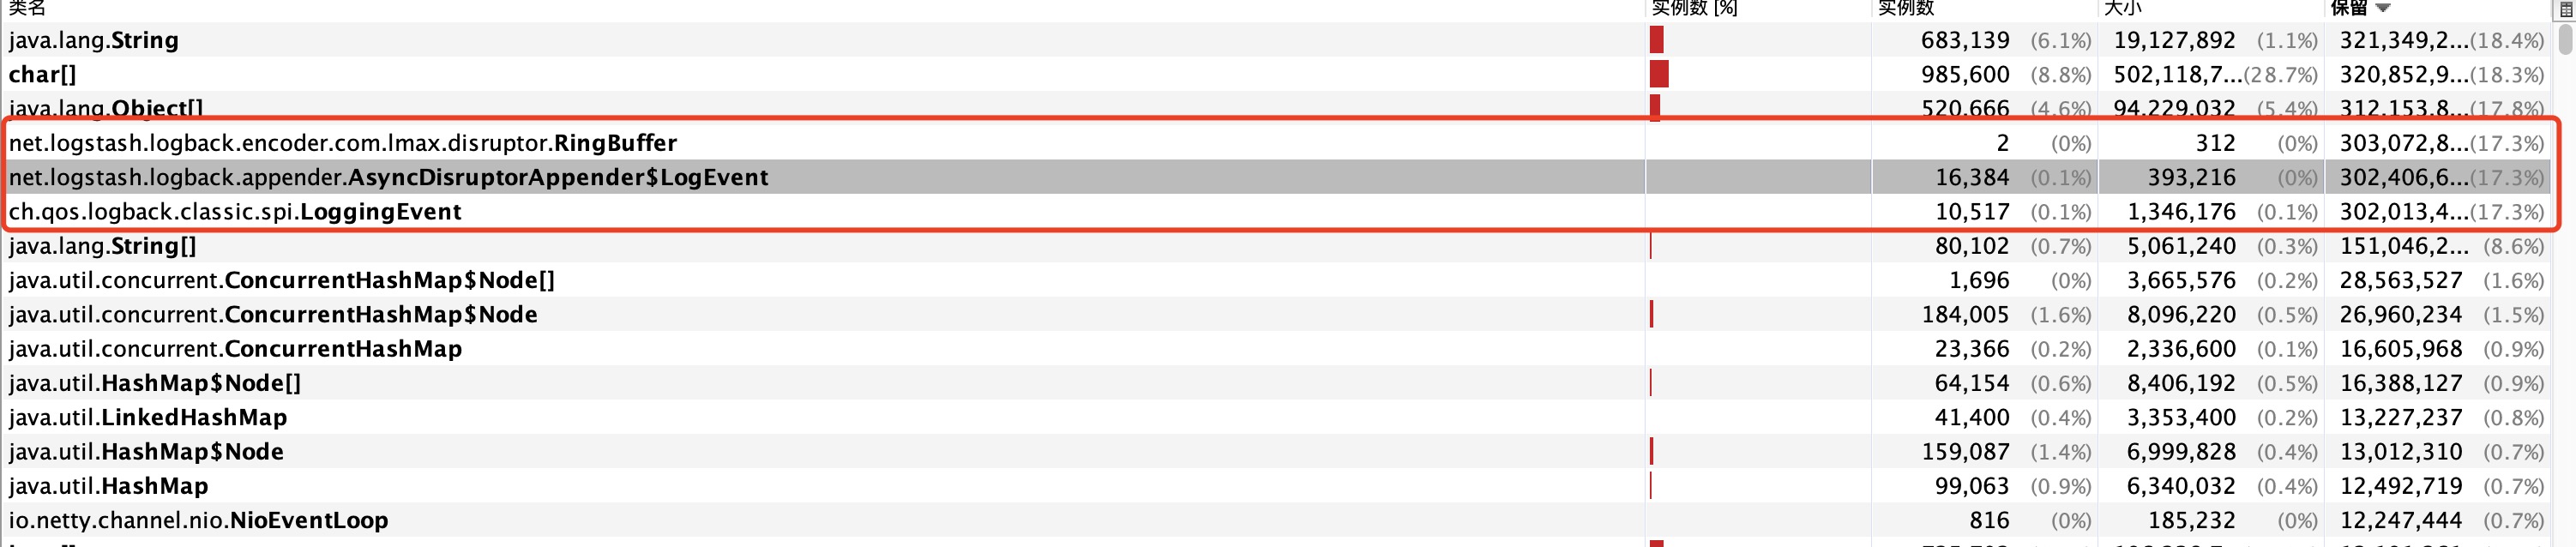 类名 实例数 [%] 实例数 大小 保留
java.lang.String 683,139 (6.1%) 19,127,892 (1.1%) 321,349,2...(18.4%)
char[] 985,600 (8.8%) 502,118,7...(28.7%) 320,852,9...(18.3%)
java.lang.Object[] 520,666 (4.6%) 94,229,032 (5.4%) 312,153,8...(17.8%)
net.logstash.logback.encoder.com.lmax.disruptor.RingBuffer 2 (0%) 312 (0%) 303,072,8...(17.3%)
net.logstash.logback.appender.AsyncDisruptorAppender$LogEvent 16,384 (0.1%) 393,216 (0%) 302,406,6...(17.3%)
ch.qos.logback.classic.spi.LoggingEvent 10,517 (0.1%) 1,346,176 (0.1%) 302,013,4...(17.3%)
java.lang.String[] 80,102 (0.7%) 5,061,240 (0.3%) 151,046,2... (8.6%)
java.util.concurrent.ConcurrentHashMap$Node[] 1,696 (0%) 3,665,576 (0.2%) 28,563,527 (1.6%)
java.util.concurrent.ConcurrentHashMap$Node 184,005 (1.6%) 8,096,220 (0.5%) 26,960,234 (1.5%)
java.util.concurrent.ConcurrentHashMap 23,366 (0.2%) 2,336,600 (0.1%) 16,605,968 (0.9%)
java.util.HashMap$Node[] 64,154 (0.6%) 8,406,192 (0.5%) 16,388,127 (0.9%)
java.util.LinkedHashMap 41,400 (0.4%) 3,353,400 (0.2%) 13,227,237 (0.8%)
java.util.HashMap$Node 159,087 (1.4%) 6,999,828 (0.4%) 13,012,310 (0.7%)
java.util.HashMap 99,063 (0.9%) 6,340,032 (0.4%) 12,492,719 (0.7%)
io.netty.channel.nio.NioEventLoop 816 (0%) 185,232 (0%) 12,247,444 (0.7%)